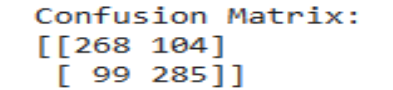 Confusion Matrix:
[[268 104]
[ 99 285]]